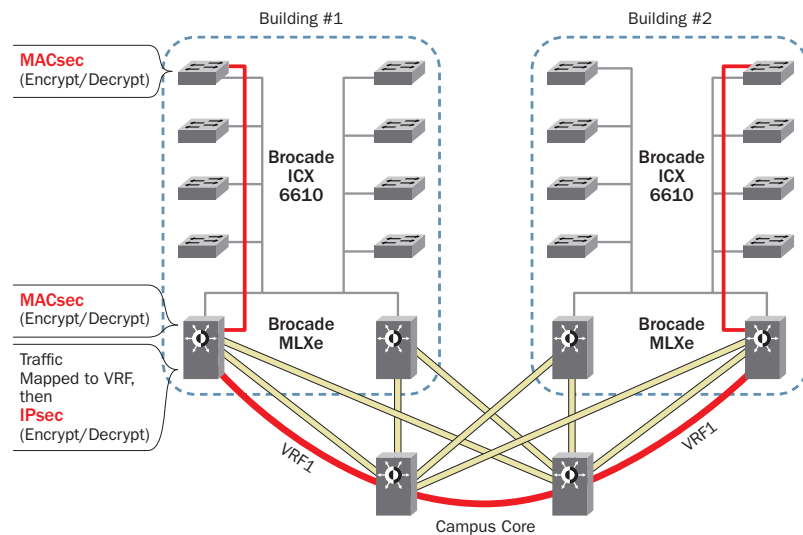 Building #1
Building #2
MACsec
(Encrypt/Decrypt)
Brocade
ICX
6610
Brocade
ICX
6610
MACsec
(Encrypt/Decrypt)
Brocade
MLXe
Brocade
MLXe
Traffic
Mapped to VRF,
then
IPsec
(Encrypt/Decrypt)
VRF1
VRF1
Campus Core